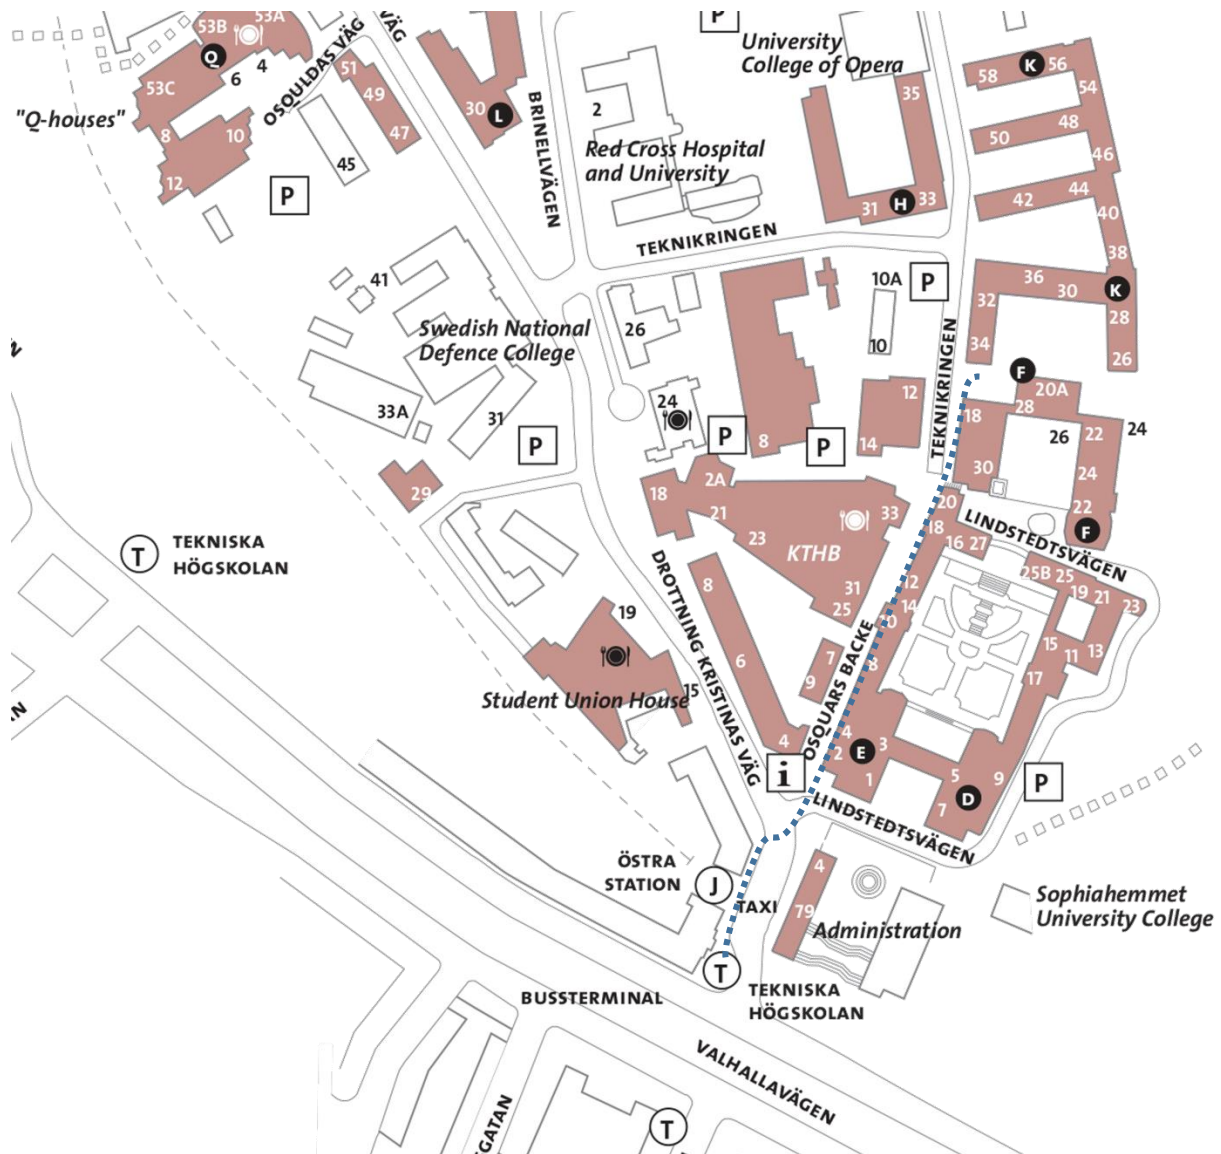 53B
53A
Q
53C
6
4
"Q-houses"
8
10
12
OSQULDAS VÄG
VÄG
51
49
47
45
P
30
L
BRINELLVÄGEN
2
Red Cross Hospital
and University
P
University
College of Opera
35
31
H
33
TEKNIKRINGEN
58
K
56
54
50
48
46
42
44
40
38
36
30
K
32
34
28
26
41
Swedish National
Defence College
33A
31
P
29
26
24
10A
10
P
12
14
8
P
P
TEKNIKRINGEN
F
20A
28
18
26
22
24
24
30
22
F
LINDSTEDTSVÄGEN
18
2A
21
23
33
KTHB
31
25
20
18
16
27
12
14
10
8
25B
25
19
21
23
15
11
13
17
T
TEKNISKA
HÖGSKOLAN
8
6
4
7
9
DROTTNING KRISTINAS VÄG
OSQUARS BACKE
19
Student Union House
15
i
4
2
E
3
1
5
D
7
9
P
LINDSTEDTSVÄGEN
ÖSTRA
STATION
J
TAXI
4
79
Administration
Sophiahemmet
University College
T
TEKNISKA
HÖGSKOLAN
BUSSTERMINAL
VALHALLAVÄGEN
GATAN
T